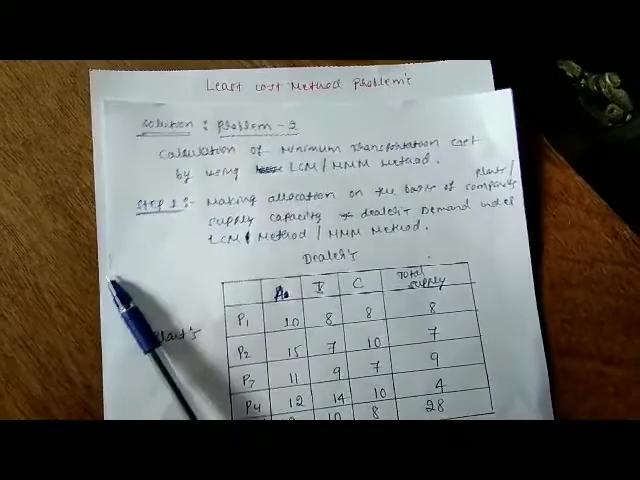 Least cost Method Problem's
Solution : Problem - 2
Calculation of Minimum Transportation cost
by using LCM / MMM Method.
Step 1 :- Making allocation on the basis of company's plant/
supply capacity & dealer's Demand under
LCM Method / MMM Method.
Dealer's
A B C Total supply
P1 10 8 8 8
P2 15 7 10 7
Plant's
P3 11 9 7 9
P4 12 14 10 4
10 8 28